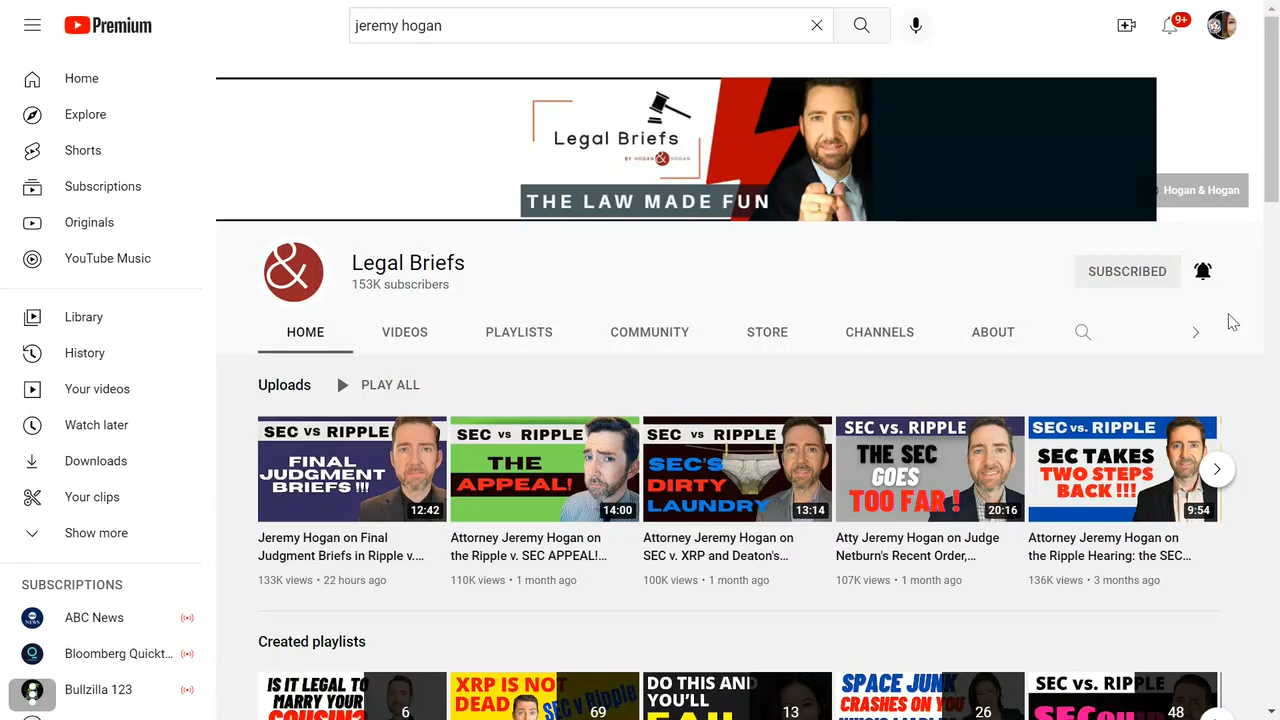 Premium
jeremy hogan
9+
Home
Explore
Shorts
Subscriptions
Originals
YouTube Music
Library
History
Your videos
Watch later
Downloads
Your clips
Show more
SUBSCRIPTIONS
ABC News
Bloomberg Quickt...
Bullzilla 123
Legal Briefs
BY HOGAN & HOGAN
THE LAW MADE FUN
Hogan & Hogan
&
Legal Briefs
153K subscribers
SUBSCRIBED
HOME VIDEOS PLAYLISTS COMMUNITY STORE CHANNELS ABOUT
Uploads PLAY ALL
SEC vs RIPPLE
FINAL
JUDGMENT
BRIEFS !!!
12:42
Jeremy Hogan on Final
Judgment Briefs in Ripple v....
133K views • 22 hours ago
SEC vs RIPPLE
THE
APPEAL!
14:00
Attorney Jeremy Hogan on
the Ripple v. SEC APPEAL!...
110K views • 1 month ago
SEC vs RIPPLE
SEC'S
DIRTY
LAUNDRY
13:14
Attorney Jeremy Hogan on
SEC v. XRP and Deaton's...
100K views • 1 month ago
SEC vs. RIPPLE
THE SEC
GOES
TOO FAR !
20:16
Atty Jeremy Hogan on Judge
Netburn's Recent Order,...
107K views • 1 month ago
SEC vs. RIPPLE
SEC TAKES
TWO STEPS
BACK !!!
9:54
Attorney Jeremy Hogan on
the Ripple Hearing: the SEC...
136K views • 3 months ago
Created playlists
IS IT LEGAL TO
MARRY YOUR
COUSIN?
6
XRP IS NOT
DEAD
SEC v Ripple
69
DO THIS AND
YOU'LL
FAIL
13
SPACE JUNK
CRASHES ON YOU
26
SEC vs. RIPPLE
48